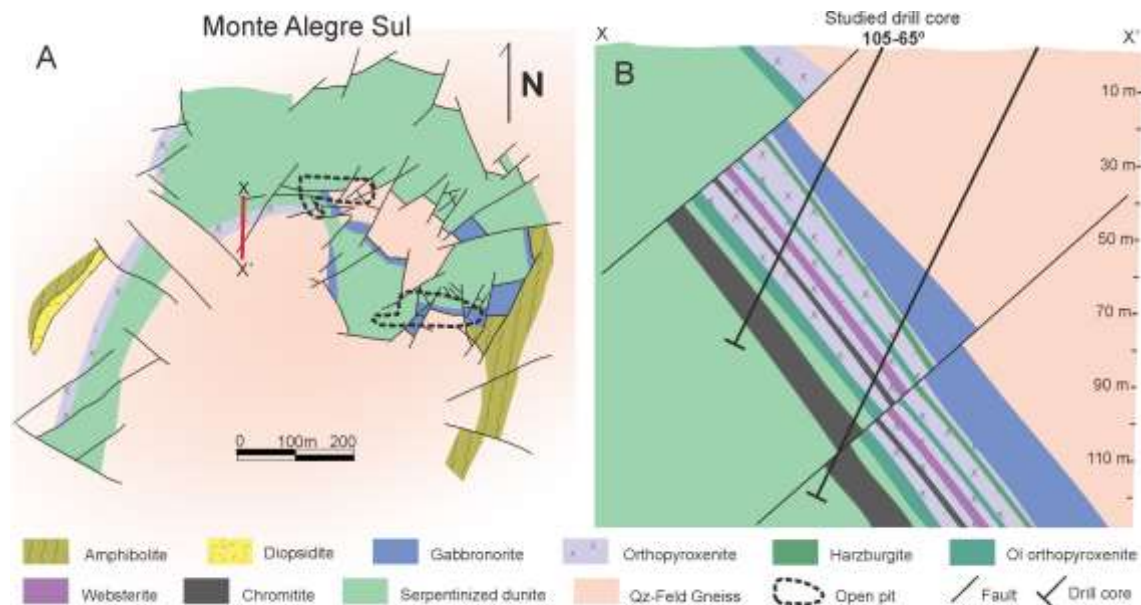 Monte Alegre Sul
A
N
X
X'
0 100m 200
Studied drill core
105-65º
X
X'
B
10 m
30 m
50 m
70 m
90 m
110 m
Amphibolite
Diopsidite
Gabbronorite
Orthopyroxenite
Harzburgite
Ol orthopyroxenite
Websterite
Chromitite
Serpentinized dunite
Qz-Feld Gneiss
Open pit
Fault
Drill core